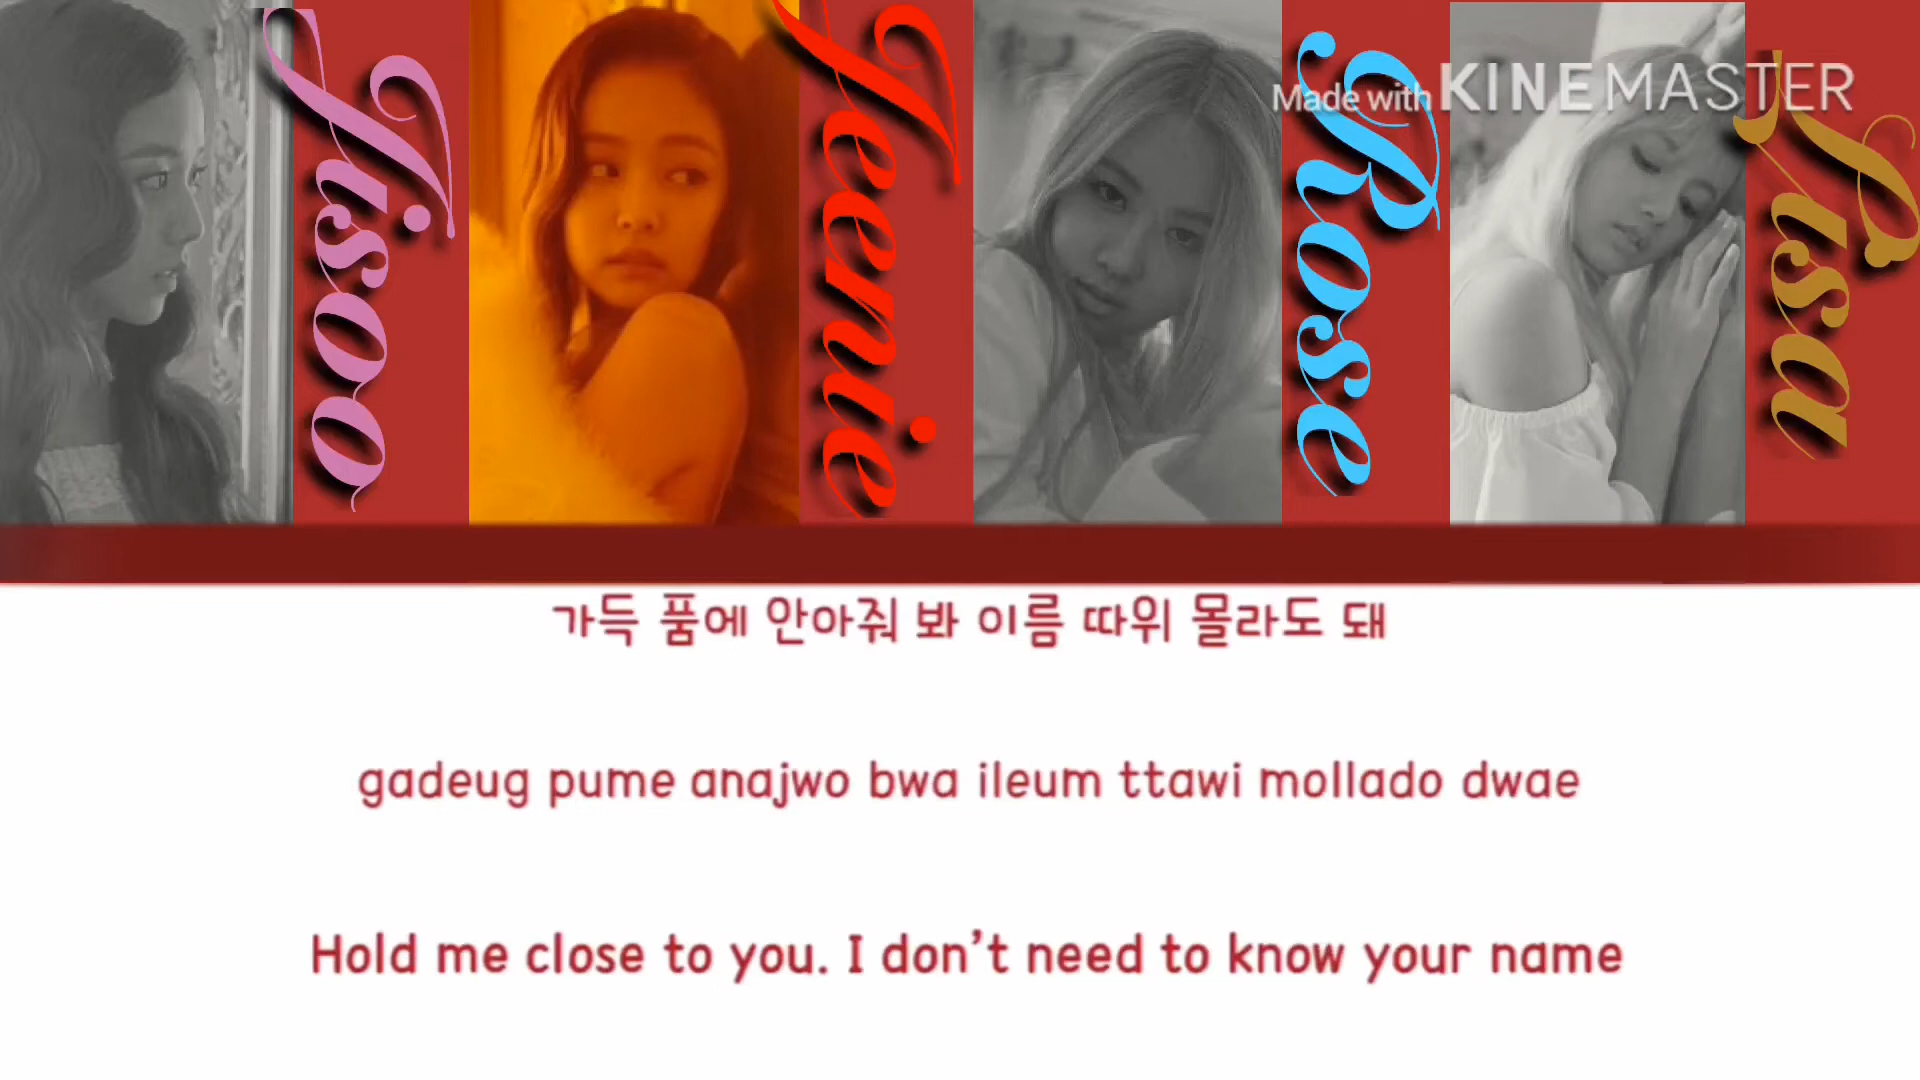 Jisoo
Jeenie
Rose
Lisa
Made with KINEMASTER
가득 품에 안아줘 봐 이름 따위 몰라도 돼
gadeug pume anajwo bwa ileum ttawi mollado dwae
Hold me close to you. I don't need to know your name